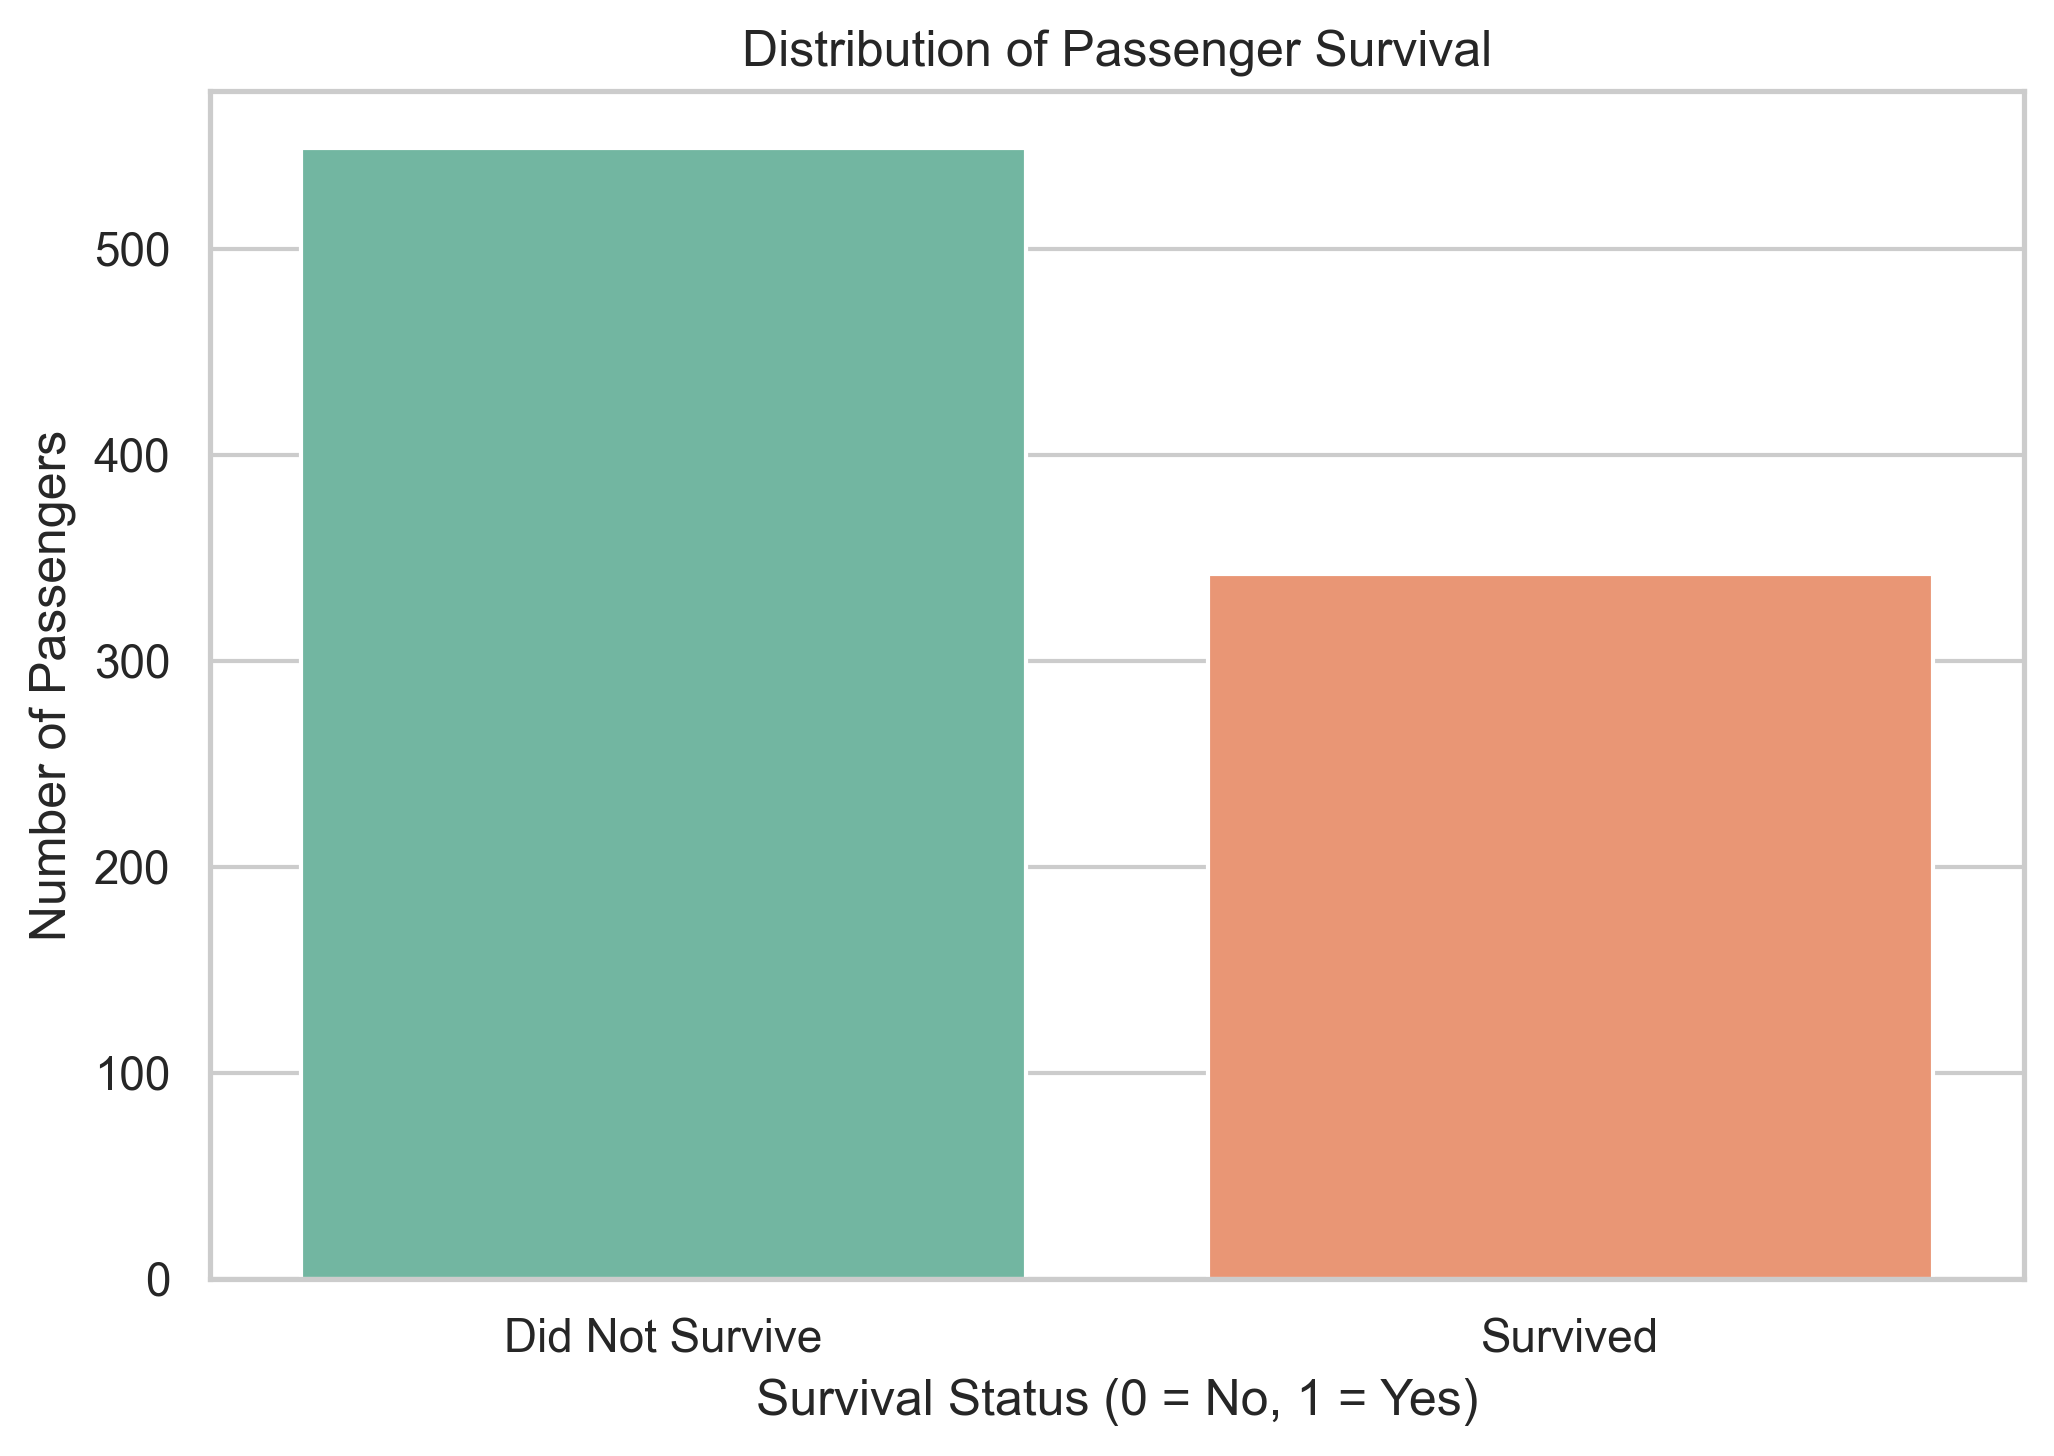 Distribution of Passenger Survival
Number of Passengers
500
400
300
200
100
0
Did Not Survive
Survived
Survival Status (0 = No, 1 = Yes)